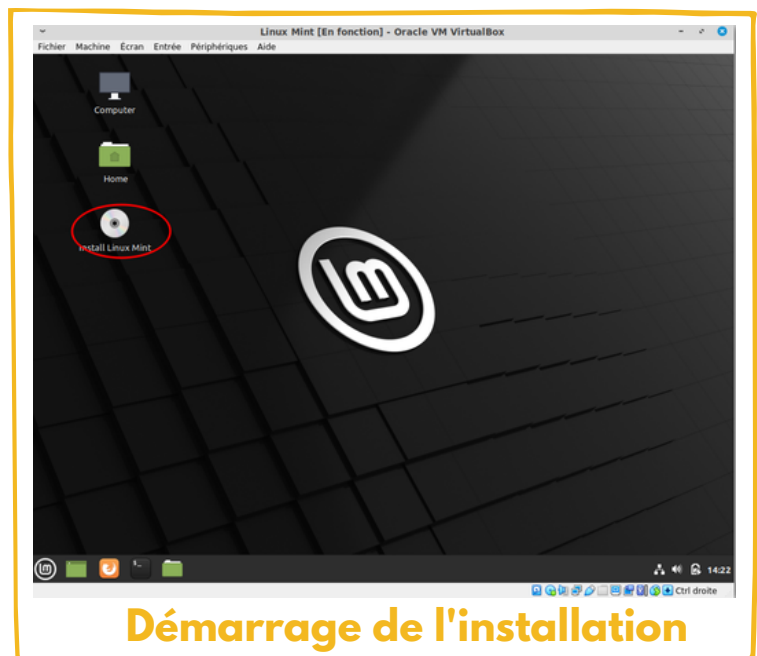 Linux Mint [En fonction] - Oracle VM VirtualBox
Fichier Machine Écran Entrée Périphériques Aide
Computer
Home
Install Linux Mint
14:22
Ctrl droite
Démarrage de l'installation